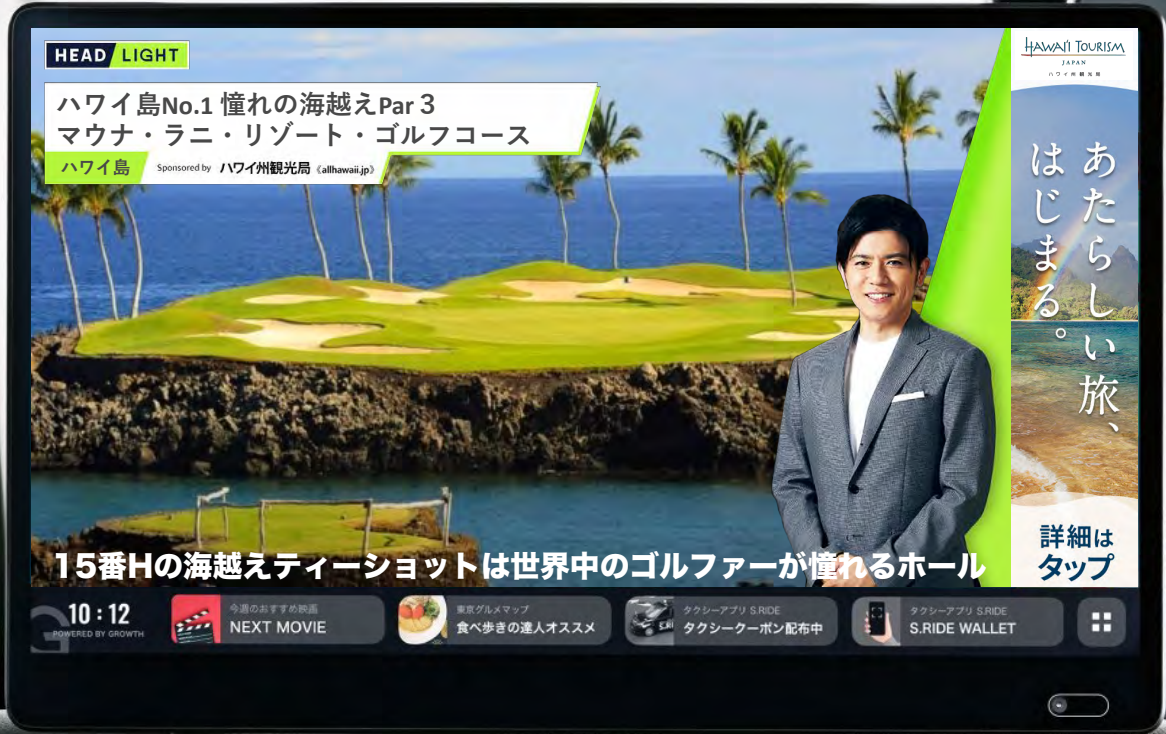 HEAD LIGHT
ハワイ島No.1 憧れの海越えPar３
マウナ・ラニ・リゾート・ゴルフコース
ハワイ島 Sponsored by ハワイ州観光局《allhawaii.jp》
15番Hの海越えティーショットは世界中のゴルファーが憧れるホール
HAWAI‘I TOURISM
JAPAN
ハワイ州観光局
あたらしい旅、
はじまる。
詳細は
タップ
10:12
POWERED BY GROWTH
今週のおすすめ映画
NEXT MOVIE
東京グルメマップ
食べ歩きの達人オススメ
タクシーアプリ S.RIDE
タクシークーポン配布中
タクシーアプリ S.RIDE
S.RIDE WALLET